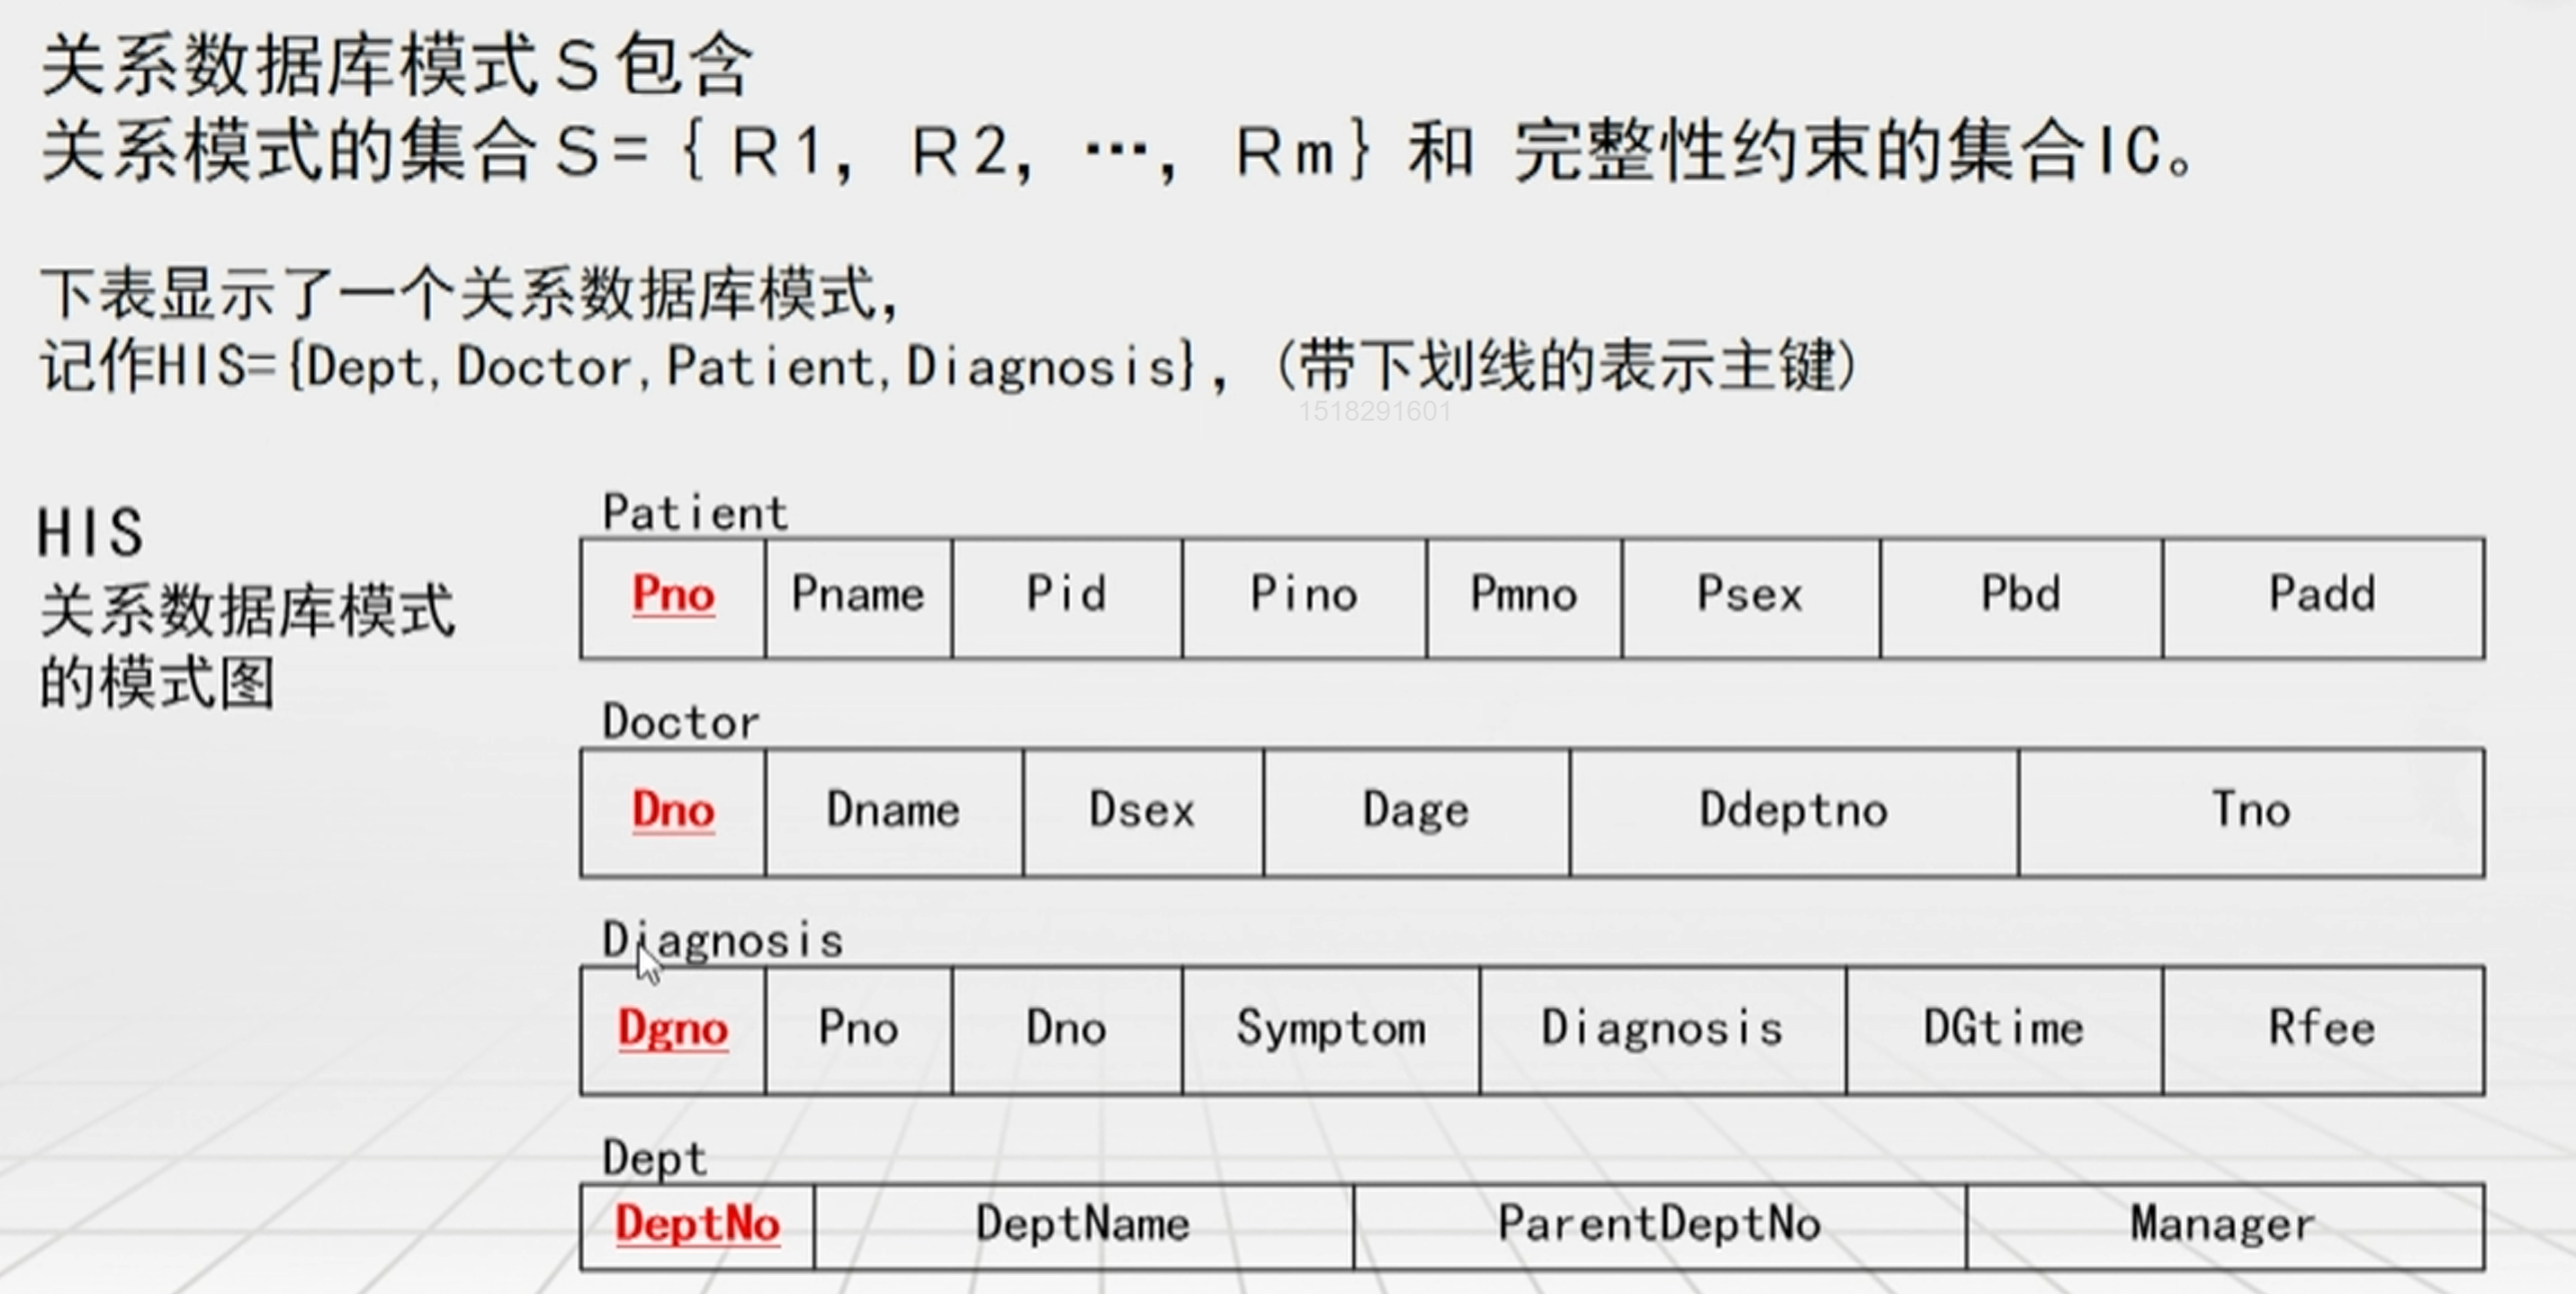 关系数据库模式S包含
关系模式的集合S={R1, R2, …, Rm}和 完整性约束的集合IC。
下表显示了一个关系数据库模式,
记作HIS={Dept,Doctor,Patient,Diagnosis}, (带下划线的表示主键)
1518291601
HIS
关系数据库模式
的模式图
Patient
Pno Pname Pid Pino Pmno Psex Pbd Padd
Doctor
Dno Dname Dsex Dage Ddeptno Tno
Diagnosis
Dgno Pno Dno Symptom Diagnosis DGtime Rfee
Dept
DeptNo DeptName ParentDeptNo Manager